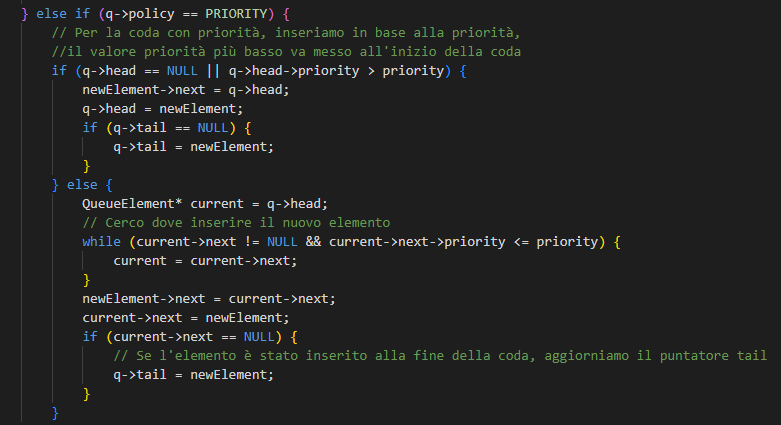 } else if (q->policy == PRIORITY) {
// Per la coda con priorità, inseriamo in base alla priorità,
//il valore priorità più basso va messo all'inizio della coda
if (q->head == NULL || q->head->priority > priority) {
newElement->next = q->head;
q->head = newElement;
if (q->tail == NULL) {
q->tail = newElement;
}
} else {
QueueElement* current = q->head;
// Cerco dove inserire il nuovo elemento
while (current->next != NULL && current->next->priority <= priority) {
current = current->next;
}
newElement->next = current->next;
current->next = newElement;
if (current->next == NULL) {
// Se l'elemento è stato inserito alla fine della coda, aggiorniamo il puntatore tail
q->tail = newElement;
}
}